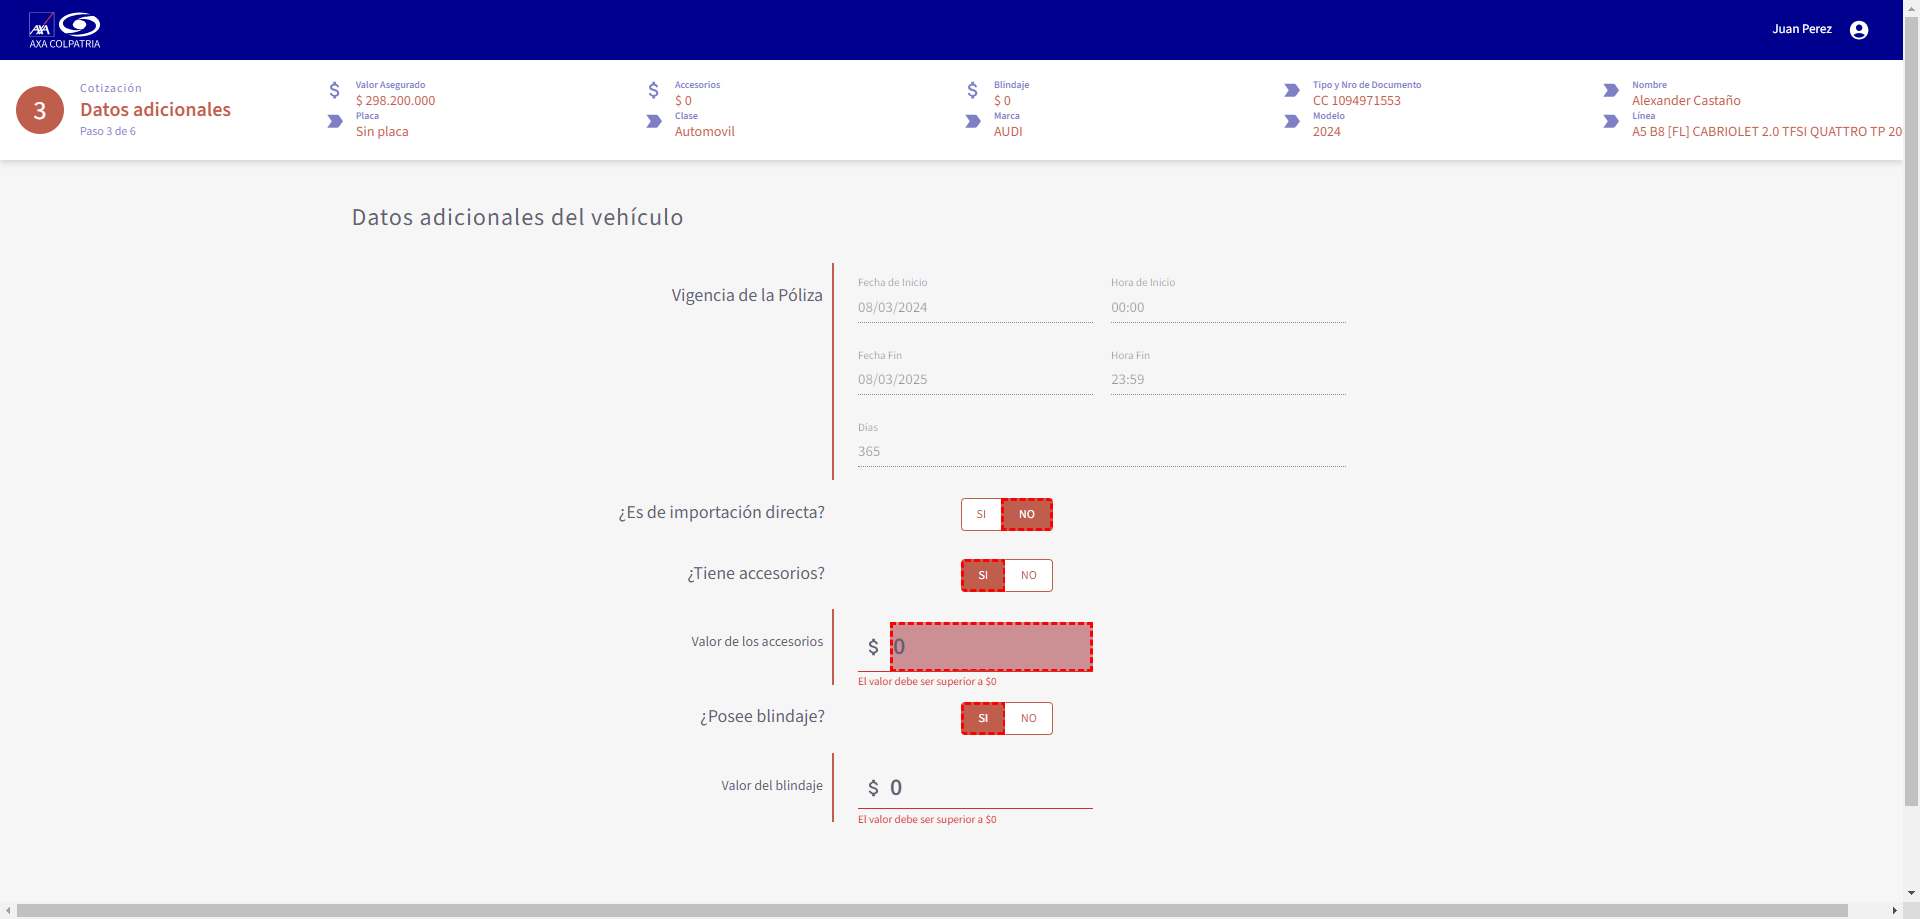 AXA
AXA COLPATRIA
Juan Perez
3
Cotización
Datos adicionales
Paso 3 de 6
Valor Asegurado
$ 298.200.000
Placa
Sin placa
Accesorios
$ 0
Clase
Automovil
Blindaje
$ 0
Marca
AUDI
Tipo y Nro de Documento
CC 1094971553
Modelo
2024
Nombre
Alexander Castaño
Línea
A5 B8 [FL] CABRIOLET 2.0 TFSI QUATTRO TP 20
Datos adicionales del vehículo
Vigencia de la Póliza
Fecha de Inicio
08/03/2024
Hora de Inicio
00:00
Fecha Fin
08/03/2025
Hora Fin
23:59
Días
365
¿Es de importación directa?
SI NO
¿Tiene accesorios?
SI NO
Valor de los accesorios
$ 0
El valor debe ser superior a $0
¿Posee blindaje?
SI NO
Valor del blindaje
$ 0
El valor debe ser superior a $0